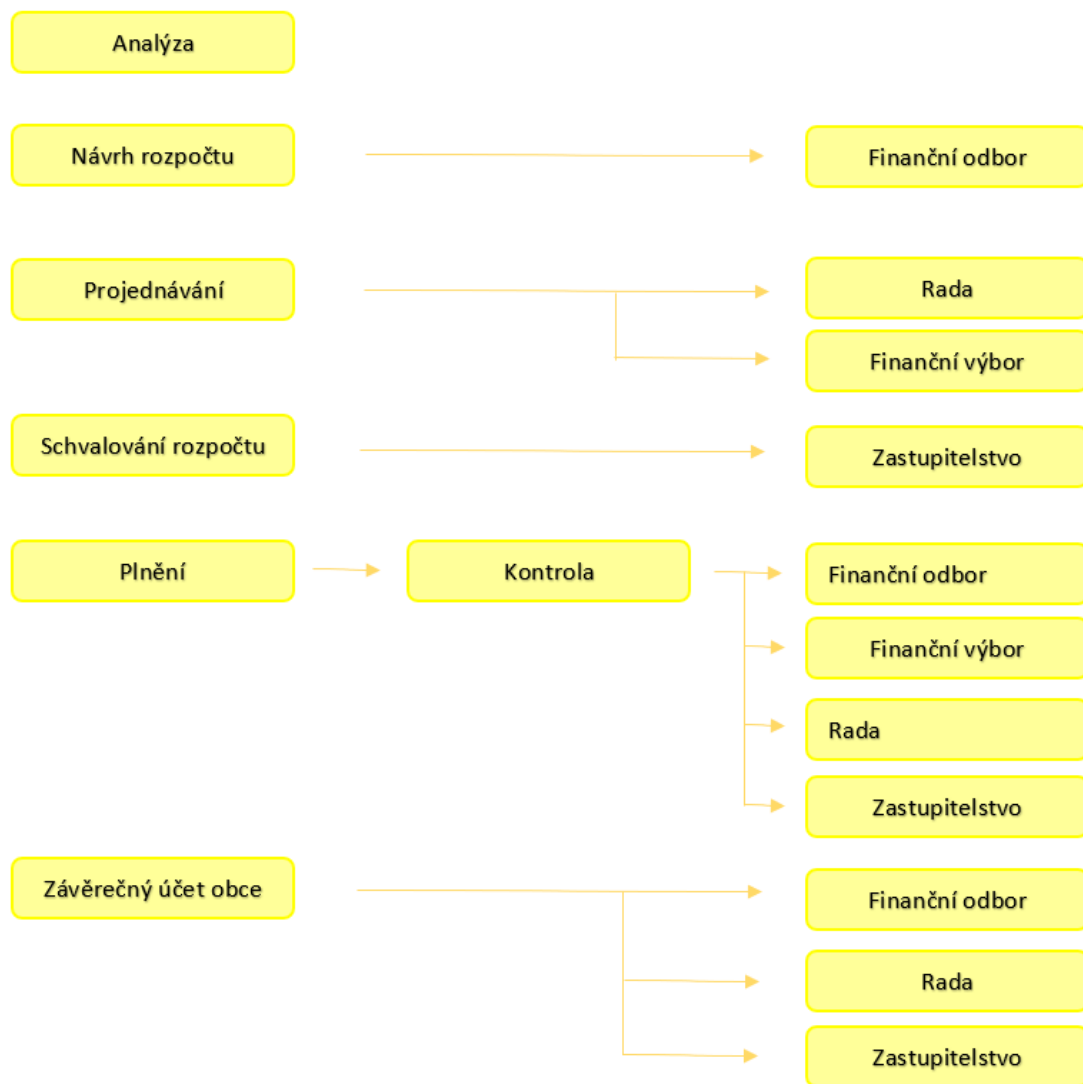 Analýza
Návrh rozpočtu
Finanční odbor
Projednávání
Rada
Finanční výbor
Schvalování rozpočtu
Zastupitelstvo
Plnění
Kontrola
Finanční odbor
Finanční výbor
Rada
Zastupitelstvo
Závěrečný účet obce
Finanční odbor
Rada
Zastupitelstvo